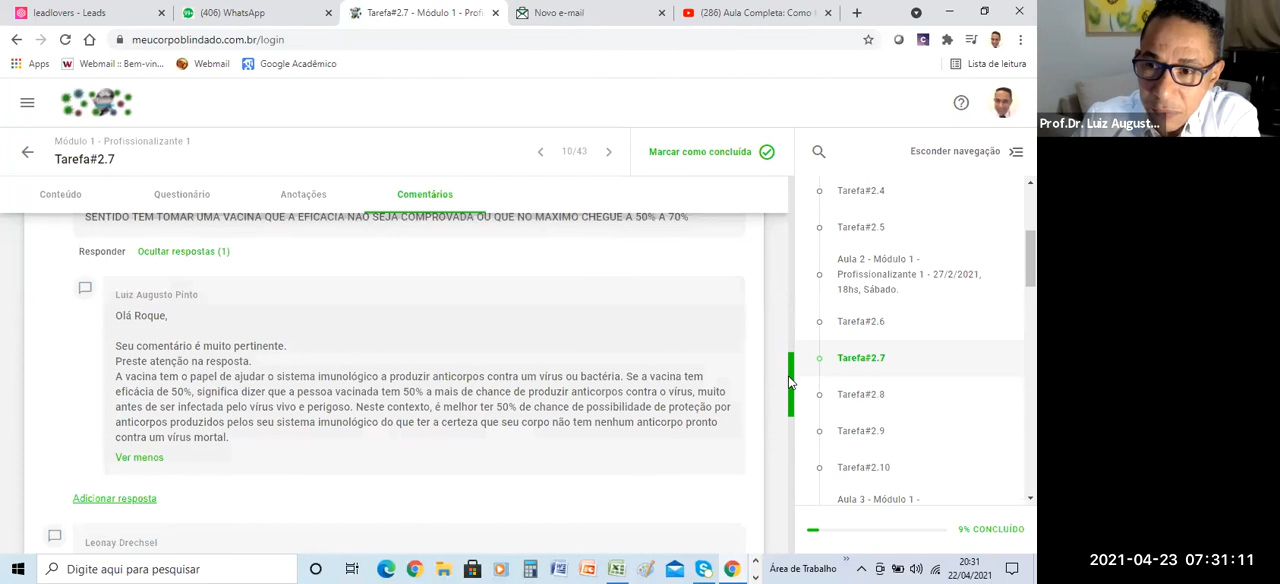 leadlovers - Leads
(406) WhatsApp
Tarefa#2.7 - Módulo 1 - Prof
Novo e-mail
(286) Aula Completa: Como
meucorpoblindado.com.br/login
Apps
Webmail :: Bem-vin...
Webmail
Google Acadêmico
Lista de leitura
Prof.Dr. Luiz August...
Módulo 1 - Profissionalizante 1
Tarefa#2.7
10/43
Marcar como concluída
Esconder navegação
Conteúdo
Questionário
Anotações
Comentários
SENTIDO TEM TOMAR UMA VACINA QUE A EFICACIA NAO SEJA COMPROVADA OU QUE NO MAXIMO CHEGUE A 50% A 70%
Responder
Ocultar respostas (1)
Luiz Augusto Pinto
Olá Roque,
Seu comentário é muito pertinente.
Preste atenção na resposta.
A vacina tem o papel de ajudar o sistema imunológico a produzir anticorpos contra um vírus ou bactéria. Se a vacina tem
eficácia de 50%, significa dizer que a pessoa vacinada tem 50% a mais de chance de produzir anticorpos contra o vírus, muito
antes de ser infectada pelo vírus vivo e perigoso. Neste contexto, é melhor ter 50% de chance de possibilidade de proteção por
anticorpos produzidos pelos seu sistema imunológico do que ter a certeza que seu corpo não tem nenhum anticorpo pronto
contra um vírus mortal.
Ver menos
Adicionar resposta
Leonay Drechsel
Tarefa#2.4
Tarefa#2.5
Aula 2 - Módulo 1 -
Profissionalizante 1 - 27/2/2021,
18hs, Sábado.
Tarefa#2.6
Tarefa#2.7
Tarefa#2.8
Tarefa#2.9
Tarefa#2.10
Aula 3 - Módulo 1 -
9% CONCLUÍDO
Digite aqui para pesquisar
Área de Trabalho
20:31
22/04/2021
2021-04-23 07:31:11